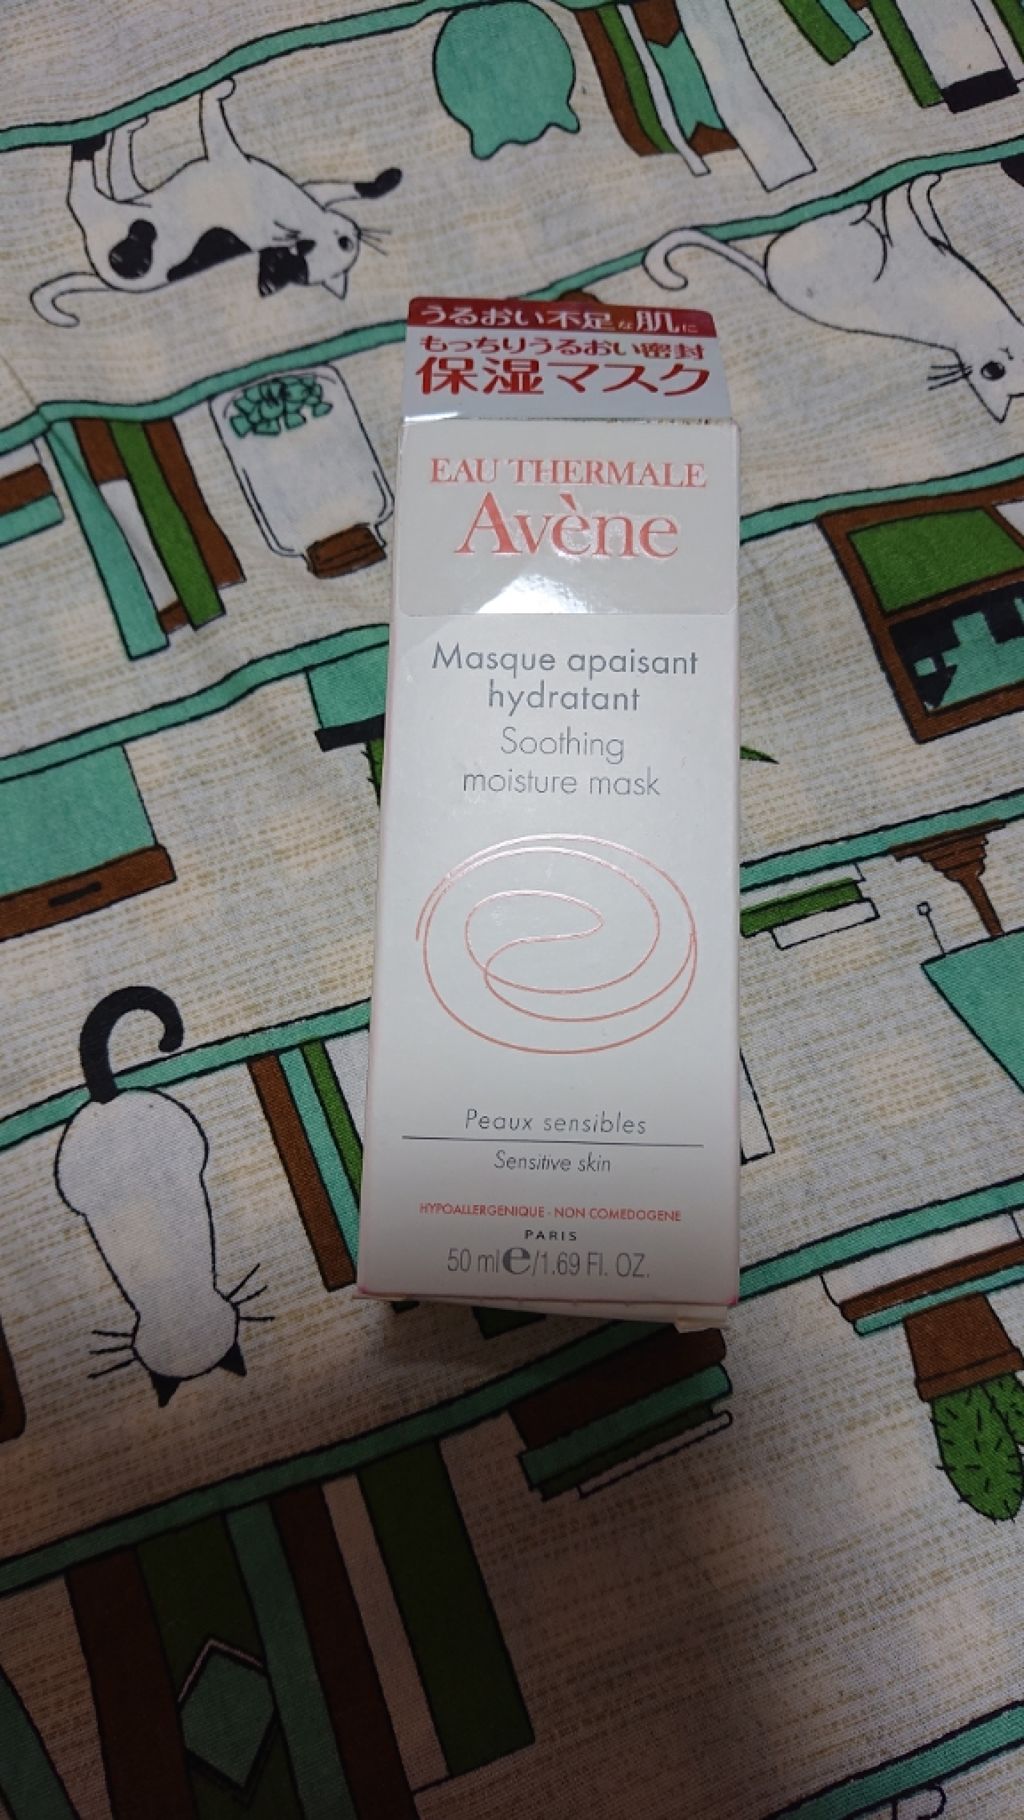 うるおい不足な肌に
もっちりうるおい密封
保湿マスク
EAU THERMALE
Avène
Masque apaisant
hydratant
Soothing
moisture mask
Peaux sensibles
Sensitive skin
HYPOALLERGENIQUE - NON COMEDOGENE
PARIS
50 ml e/1.69 Fl. OZ.